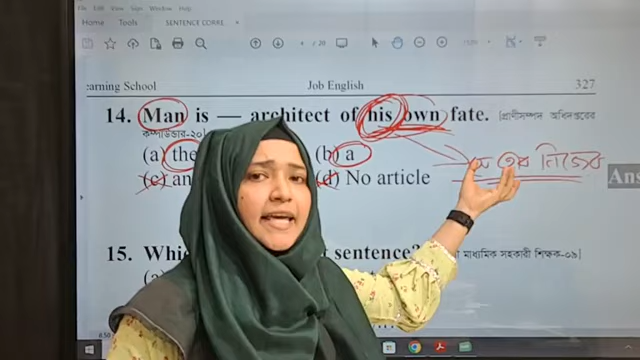 File Edit View Sign Window Help
Home Tools SENTENCE CORRE... ×
4 / 20
earning School Job English 327
14. Man is — architect of his own fate. [প্রাণীসম্পদ অধিদপ্তরের
কম্পাউন্ডার-২০
(a) the (b) a
(c) an (d) No article
তার নিজের
Ans
15. Whi sentence? মাধ্যমিক সহকারী শিক্ষক-০৯]
(a)